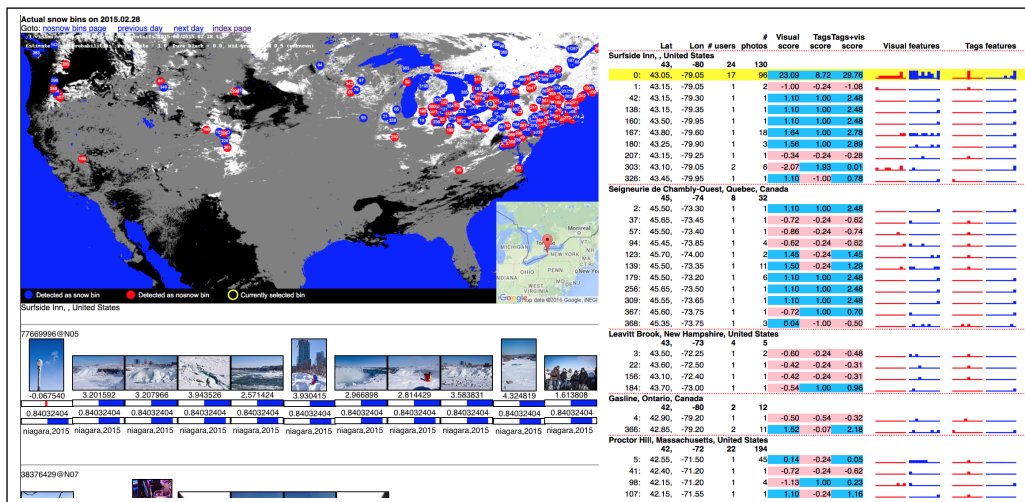 Actual snow bins on 2015.02.28
Goto: nosnow bins page previous day next day index page
Detected as snow bin Detected as nosnow bin Currently selected bin
Map data ©2016 Google, INEGI
Surfside Inn, , United States
77669996@N05
-0.067540 3.201592 3.207966 3.943526 2.571424 3.930415 2.966898 2.814429 3.583831 4.324819 1.613808
0.84032404 0.84032404 0.84032404 0.84032404 0.84032404 0.84032404 0.84032404 0.84032404 0.84032404 0.84032404 0.84032404
niagara,2015 niagara,2015 niagara,2015 niagara,2015 niagara,2015 niagara,2015 niagara,2015 niagara,2015 niagara,2015 niagara,2015 niagara,2015
38376429@N07
# Visual Tags Tags+vis
Lat Lon # users photos score score score Visual features Tags features
Surfside Inn, , United States
43, -80 24 130
0: 43.05, -79.05 17 96 23.09 8.72 29.76
1: 43.15, -79.05 1 2 -1.00 -0.24 -1.08
42: 43.15, -79.30 1 1 1.10 1.00 2.48
138: 43.15, -79.35 1 1 1.10 1.00 2.48
160: 43.50, -79.95 1 1 1.10 1.00 2.48
167: 43.80, -79.60 1 18 1.64 1.00 2.78
180: 43.25, -79.90 1 3 1.56 1.00 2.89
207: 43.15, -79.25 1 1 -0.34 -0.24 -0.28
303: 43.10, -79.05 2 6 -2.07 1.93 0.01
326: 43.45, -79.95 1 1 1.10 -1.00 0.78
Seigneurie de Chambly-Ouest, Quebec, Canada
45, -74 8 32
2: 45.50, -73.30 1 1 1.10 1.00 2.48
37: 45.65, -73.45 1 1 -0.72 -0.24 -0.62
57: 45.50, -73.40 1 1 -0.86 -0.24 -0.74
94: 45.45, -73.85 1 4 -0.62 -0.24 -0.62
123: 45.70, -74.00 1 2 1.45 -0.24 1.45
139: 45.50, -73.35 1 11 1.50 -0.24 1.29
179: 45.50, -73.20 1 6 1.10 1.00 2.48
256: 45.65, -73.50 1 1 1.10 1.00 2.48
309: 45.55, -73.65 1 1 1.10 1.00 2.48
367: 45.60, -73.75 1 1 -0.72 1.00 0.70
368: 45.35, -73.75 1 3 0.04 -1.00 -0.50
Leavitt Brook, New Hampshire, United States
43, -73 4 5
3: 43.50, -72.25 1 2 -0.60 -0.24 -0.48
22: 43.60, -72.50 1 1 -0.42 -0.24 -0.31
156: 43.10, -72.40 1 1 -0.42 -0.24 -0.31
184: 43.70, -73.00 1 1 -0.54 1.00 0.96
Gasline, Ontario, Canada
42, -80 2 12
4: 42.90, -79.20 1 1 -0.50 -0.54 -0.32
366: 42.85, -79.20 2 11 1.52 -0.07 2.18
Proctor Hill, Massachusetts, United States
42, -72 22 194
5: 42.55, -71.50 1 45 0.14 -0.24 0.05
41: 42.40, -71.20 1 1 -0.72 -0.24 -0.62
98: 42.15, -71.20 1 4 -1.13 1.00 0.23
107: 42.15, -71.55 1 1 1.10 -0.24 1.16